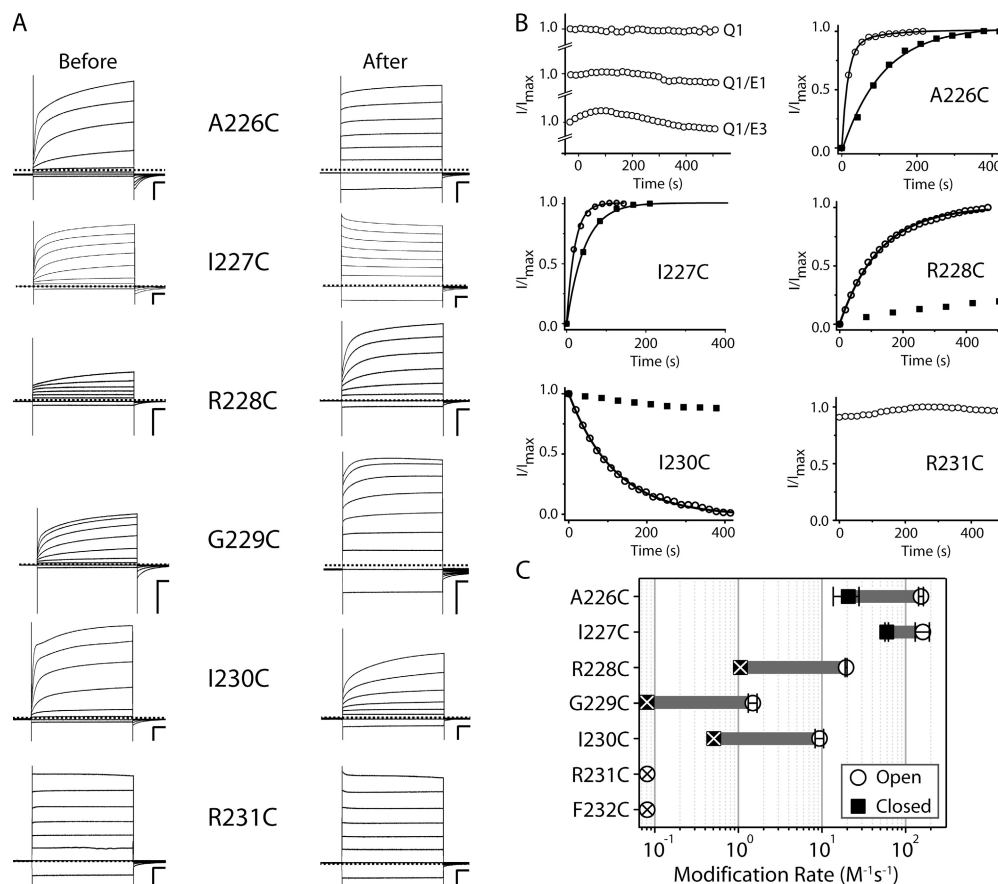 A
Before
After
A226C
I227C
R228C
G229C
I230C
R231C
B
I/Imax
1.0
Q1
1.0
Q1/E1
1.0
Q1/E3
0 200 400
Time (s)
I/Imax
1.0
0.5
0.0
A226C
0 200 400
Time (s)
I/Imax
1.0
0.5
0.0
I227C
0 200 400
Time (s)
I/Imax
1.0
0.5
0.0
R228C
0 200 400
Time (s)
I/Imax
1.0
0.5
0.0
I230C
0 200 400
Time (s)
I/Imax
1.0
0.5
0.0
R231C
0 200 400
Time (s)
C
A226C
I227C
R228C
G229C
I230C
R231C
F232C
Open
Closed
10⁻¹ 10⁰ 10¹ 10²
Modification Rate (M⁻¹s⁻¹)